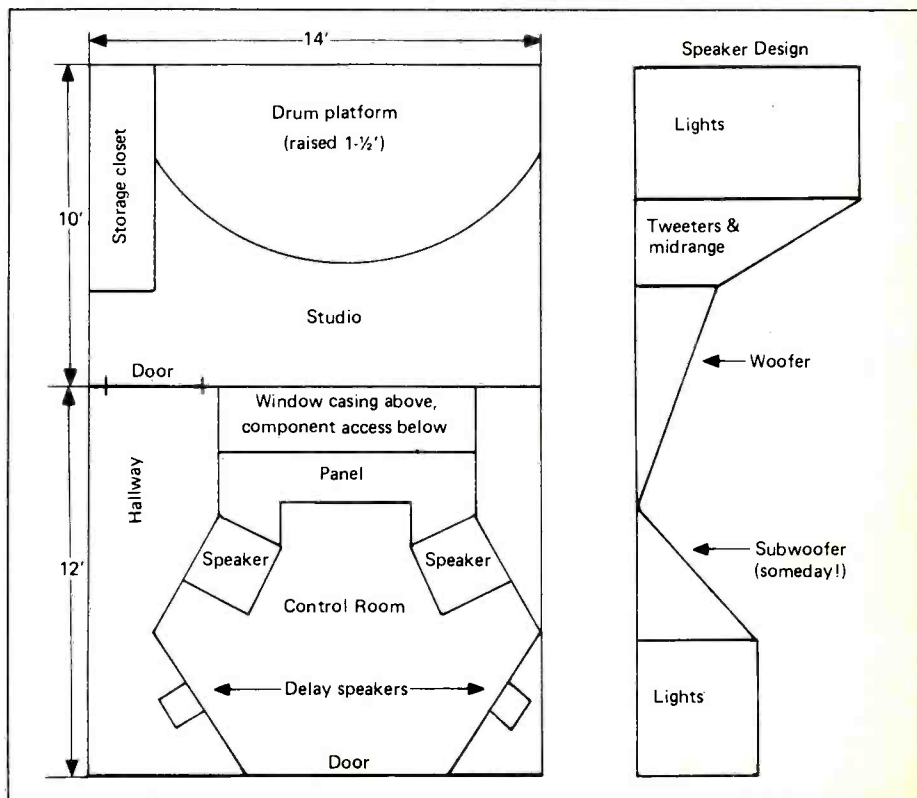 14'
Drum platform
(raised 1-½')
Storage closet
10'
Studio
Door
Window casing above,
component access below
Panel
Hallway
12'
Speaker
Speaker
Control Room
Delay speakers
Door
Speaker Design
Lights
Tweeters &
midrange
Woofer
Subwoofer
(someday!)
Lights